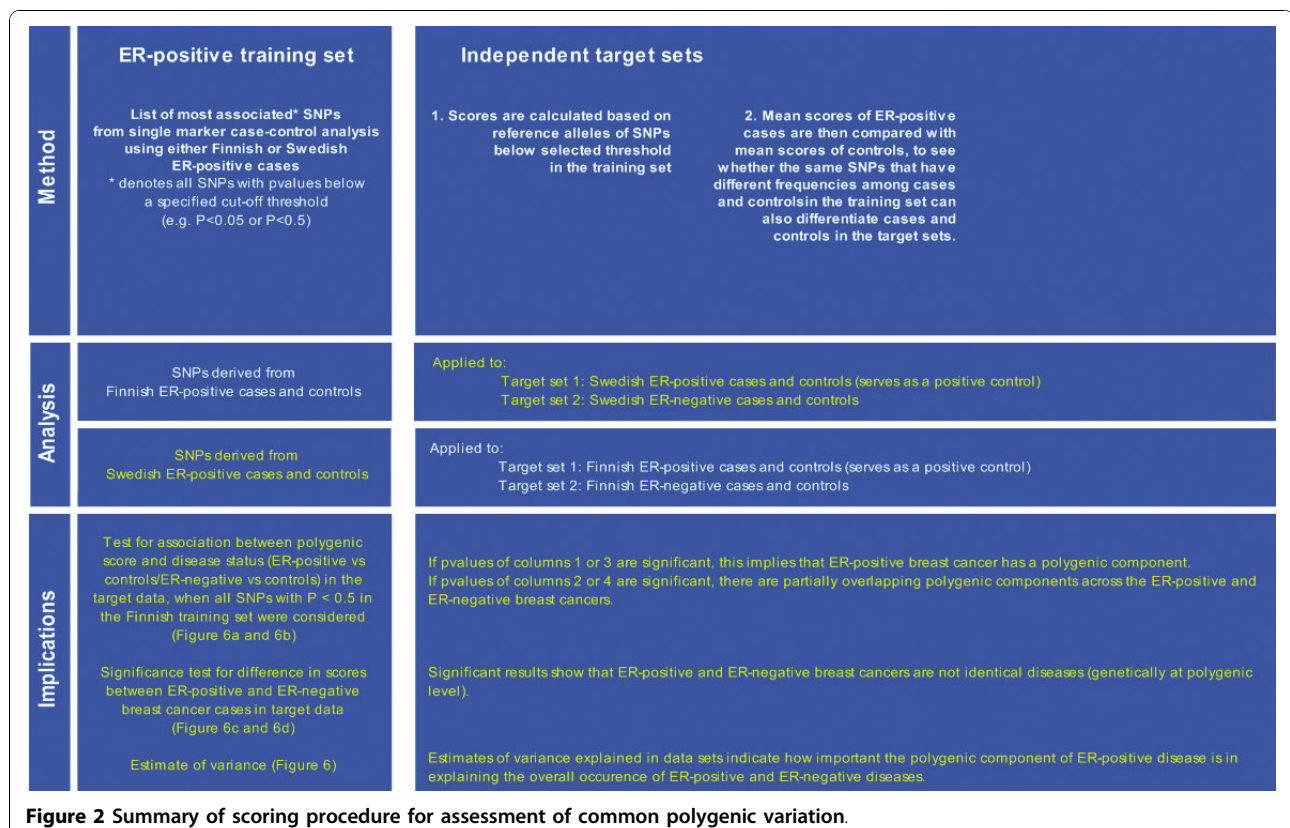 Method
ER-positive training set
List of most associated* SNPs
from single marker case-control analysis
using either Finnish or Swedish
ER-positive cases
* denotes all SNPs with pvalues below
a specified cut-off threshold
(e.g. P<0.05 or P<0.5)
Independent target sets
1. Scores are calculated based on
reference alleles of SNPs
below selected threshold
in the training set
2. Mean scores of ER-positive
cases are then compared with
mean scores of controls, to see
whether the same SNPs that have
different frequencies among cases
and controlsin the training set can
also differentiate cases and
controls in the target sets.
Analysis
SNPs derived from
Finnish ER-positive cases and controls
Applied to:
Target set 1: Swedish ER-positive cases and controls (serves as a positive control)
Target set 2: Swedish ER-negative cases and controls
SNPs derived from
Swedish ER-positive cases and controls
Applied to:
Target set 1: Finnish ER-positive cases and controls (serves as a positive control)
Target set 2: Finnish ER-negative cases and controls
Implications
Test for association between polygenic
score and disease status (ER-positive vs
controls/ER-negative vs controls) in the
target data, when all SNPs with P < 0.5 in
the Finnish training set were considered
(Figure 6a and 6b)
If pvalues of columns 1 or 3 are significant, this implies that ER-positive breast cancer has a polygenic component.
If pvalues of columns 2 or 4 are significant, there are partially overlapping polygenic components across the ER-positive and
ER-negative breast cancers.
Significance test for difference in scores
between ER-positive and ER-negative
breast cancer cases in target data
(Figure 6c and 6d)
Significant results show that ER-positive and ER-negative breast cancers are not identical diseases (genetically at polygenic
level).
Estimate of variance (Figure 6)
Estimates of variance explained in data sets indicate how important the polygenic component of ER-positive disease is in
explaining the overall occurence of ER-positive and ER-negative diseases.
Figure 2 Summary of scoring procedure for assessment of common polygenic variation.